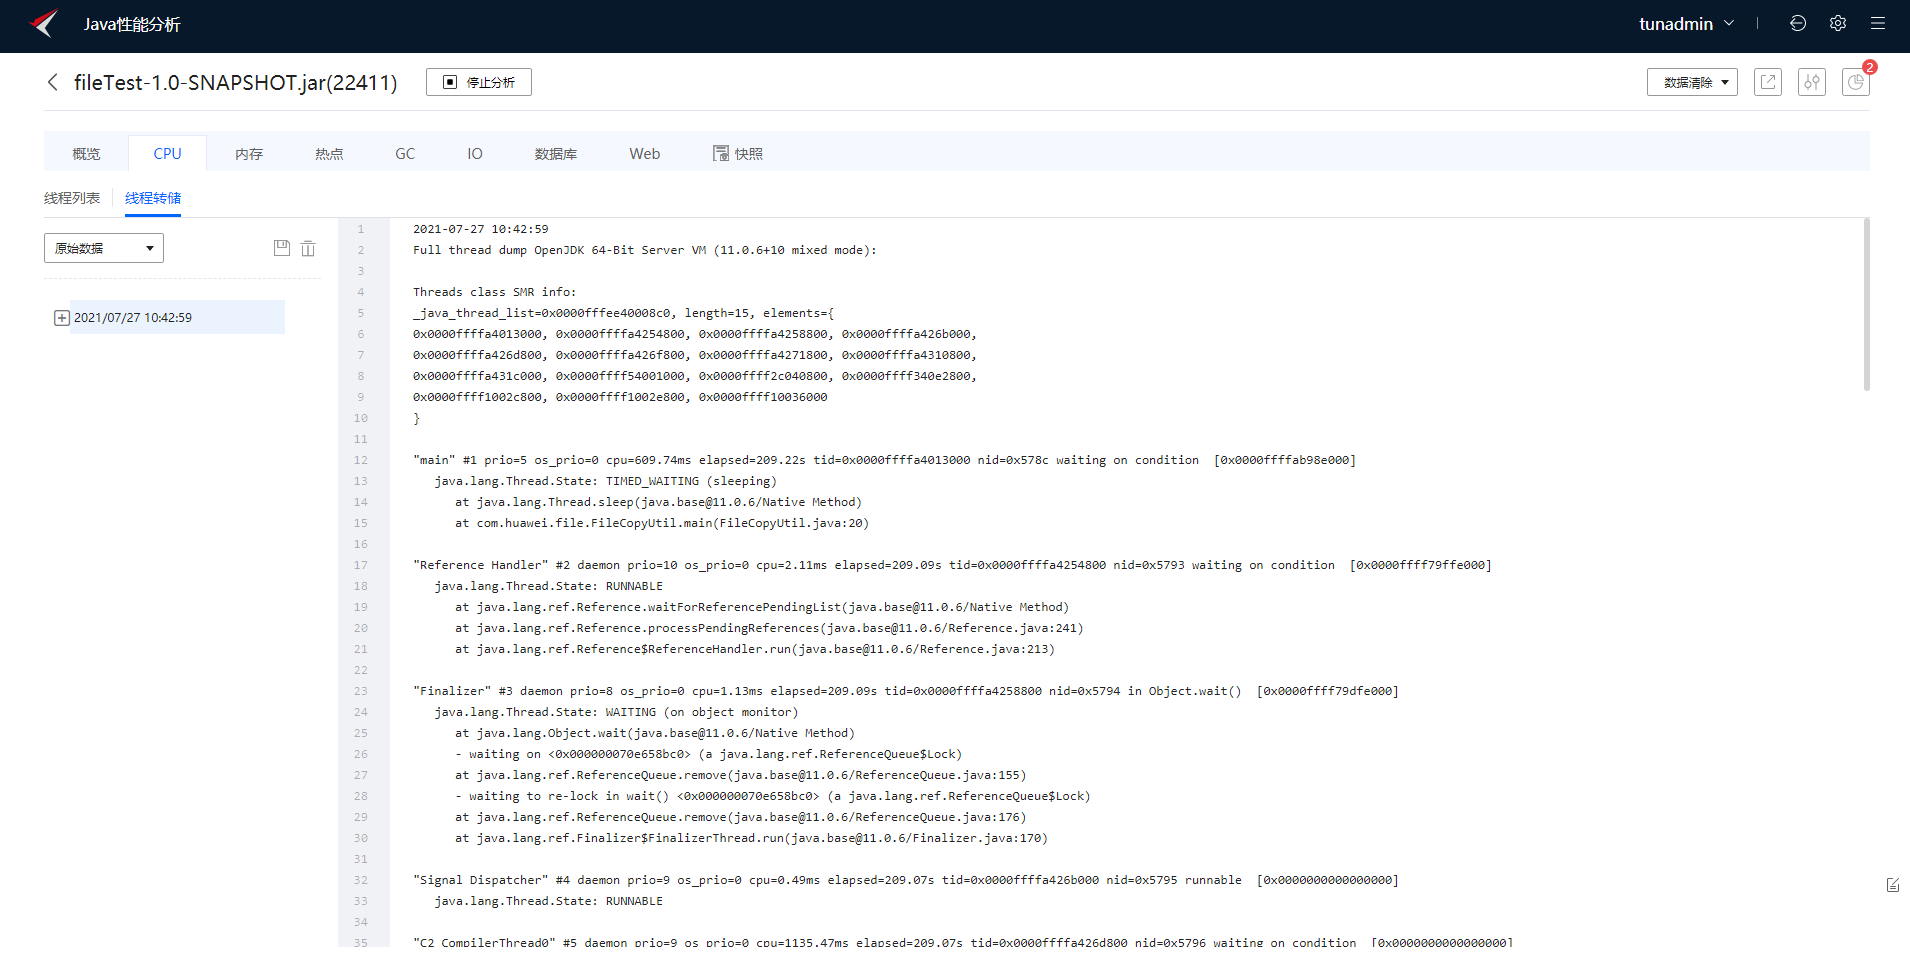 Java性能分析
tunadmin
fileTest-1.0-SNAPSHOT.jar(22411)
停止分析
数据清除
2
概览
CPU
内存
热点
GC
IO
数据库
Web
快照
线程列表
线程转储
原始数据
2021/07/27 10:42:59
1 2021-07-27 10:42:59
2 Full thread dump OpenJDK 64-Bit Server VM (11.0.6+10 mixed mode):
3
4 Threads class SMR info:
5 _java_thread_list=0x0000fffee40008c0, length=15, elements={
6 0x0000ffffa4013000, 0x0000ffffa4254800, 0x0000ffffa4258800, 0x0000ffffa426b000,
7 0x0000ffffa426d800, 0x0000ffffa426f800, 0x0000ffffa4271800, 0x0000ffffa4310800,
8 0x0000ffffa431c000, 0x0000ffff54001000, 0x0000ffff2c040800, 0x0000ffff340e2800,
9 0x0000ffff1002c800, 0x0000ffff1002e800, 0x0000ffff10036000
10 }
11
12 "main" #1 prio=5 os_prio=0 cpu=609.74ms elapsed=209.22s tid=0x0000ffffa4013000 nid=0x578c waiting on condition [0x0000ffffab98e000]
13 java.lang.Thread.State: TIMED_WAITING (sleeping)
14 at java.lang.Thread.sleep(java.base@11.0.6/Native Method)
15 at com.huawei.file.FileCopyUtil.main(FileCopyUtil.java:20)
16
17 "Reference Handler" #2 daemon prio=10 os_prio=0 cpu=2.11ms elapsed=209.09s tid=0x0000ffffa4254800 nid=0x5793 waiting on condition [0x0000ffff79ffe000]
18 java.lang.Thread.State: RUNNABLE
19 at java.lang.ref.Reference.waitForReferencePendingList(java.base@11.0.6/Native Method)
20 at java.lang.ref.Reference.processPendingReferences(java.base@11.0.6/Reference.java:241)
21 at java.lang.ref.Reference$ReferenceHandler.run(java.base@11.0.6/Reference.java:213)
22
23 "Finalizer" #3 daemon prio=8 os_prio=0 cpu=1.13ms elapsed=209.09s tid=0x0000ffffa4258800 nid=0x5794 in Object.wait() [0x0000ffff79dfe000]
24 java.lang.Thread.State: WAITING (on object monitor)
25 at java.lang.Object.wait(java.base@11.0.6/Native Method)
26 - waiting on <0x000000070e658bc0> (a java.lang.ref.ReferenceQueue$Lock)
27 at java.lang.ref.ReferenceQueue.remove(java.base@11.0.6/ReferenceQueue.java:155)
28 - waiting to re-lock in wait() <0x000000070e658bc0> (a java.lang.ref.ReferenceQueue$Lock)
29 at java.lang.ref.ReferenceQueue.remove(java.base@11.0.6/ReferenceQueue.java:176)
30 at java.lang.ref.Finalizer$FinalizerThread.run(java.base@11.0.6/Finalizer.java:170)
31
32 "Signal Dispatcher" #4 daemon prio=9 os_prio=0 cpu=0.49ms elapsed=209.07s tid=0x0000ffffa426b000 nid=0x5795 runnable [0x0000000000000000]
33 java.lang.Thread.State: RUNNABLE
34
35 "C2 CompilerThread0" #5 daemon prio=9 os_prio=0 cpu=1135.47ms elapsed=209.07s tid=0x0000ffffa426d800 nid=0x5796 waiting on condition [0x0000000000000000]